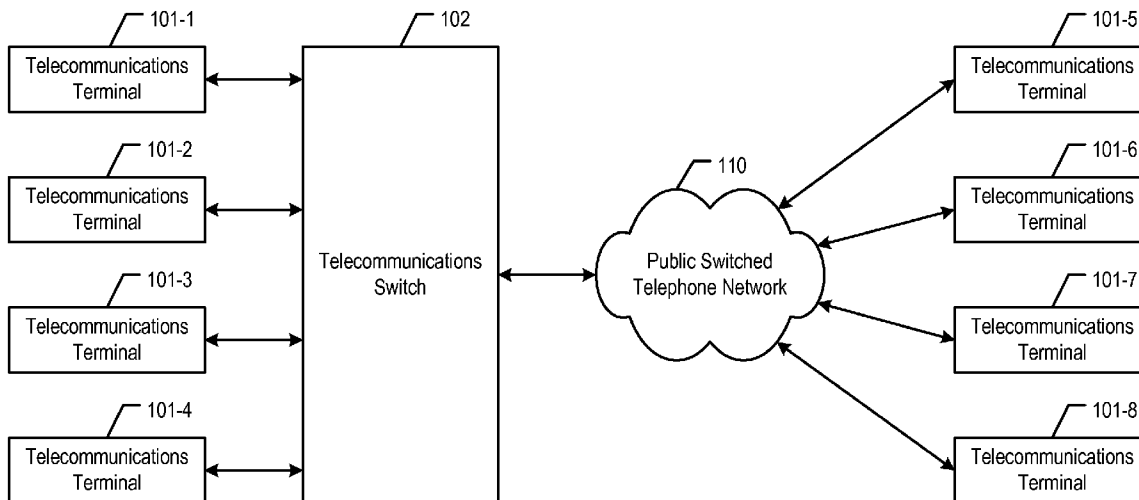 101-1
Telecommunications
Terminal
101-2
Telecommunications
Terminal
101-3
Telecommunications
Terminal
101-4
Telecommunications
Terminal
102
Telecommunications
Switch
110
Public Switched
Telephone Network
101-5
Telecommunications
Terminal
101-6
Telecommunications
Terminal
101-7
Telecommunications
Terminal
101-8
Telecommunications
Terminal